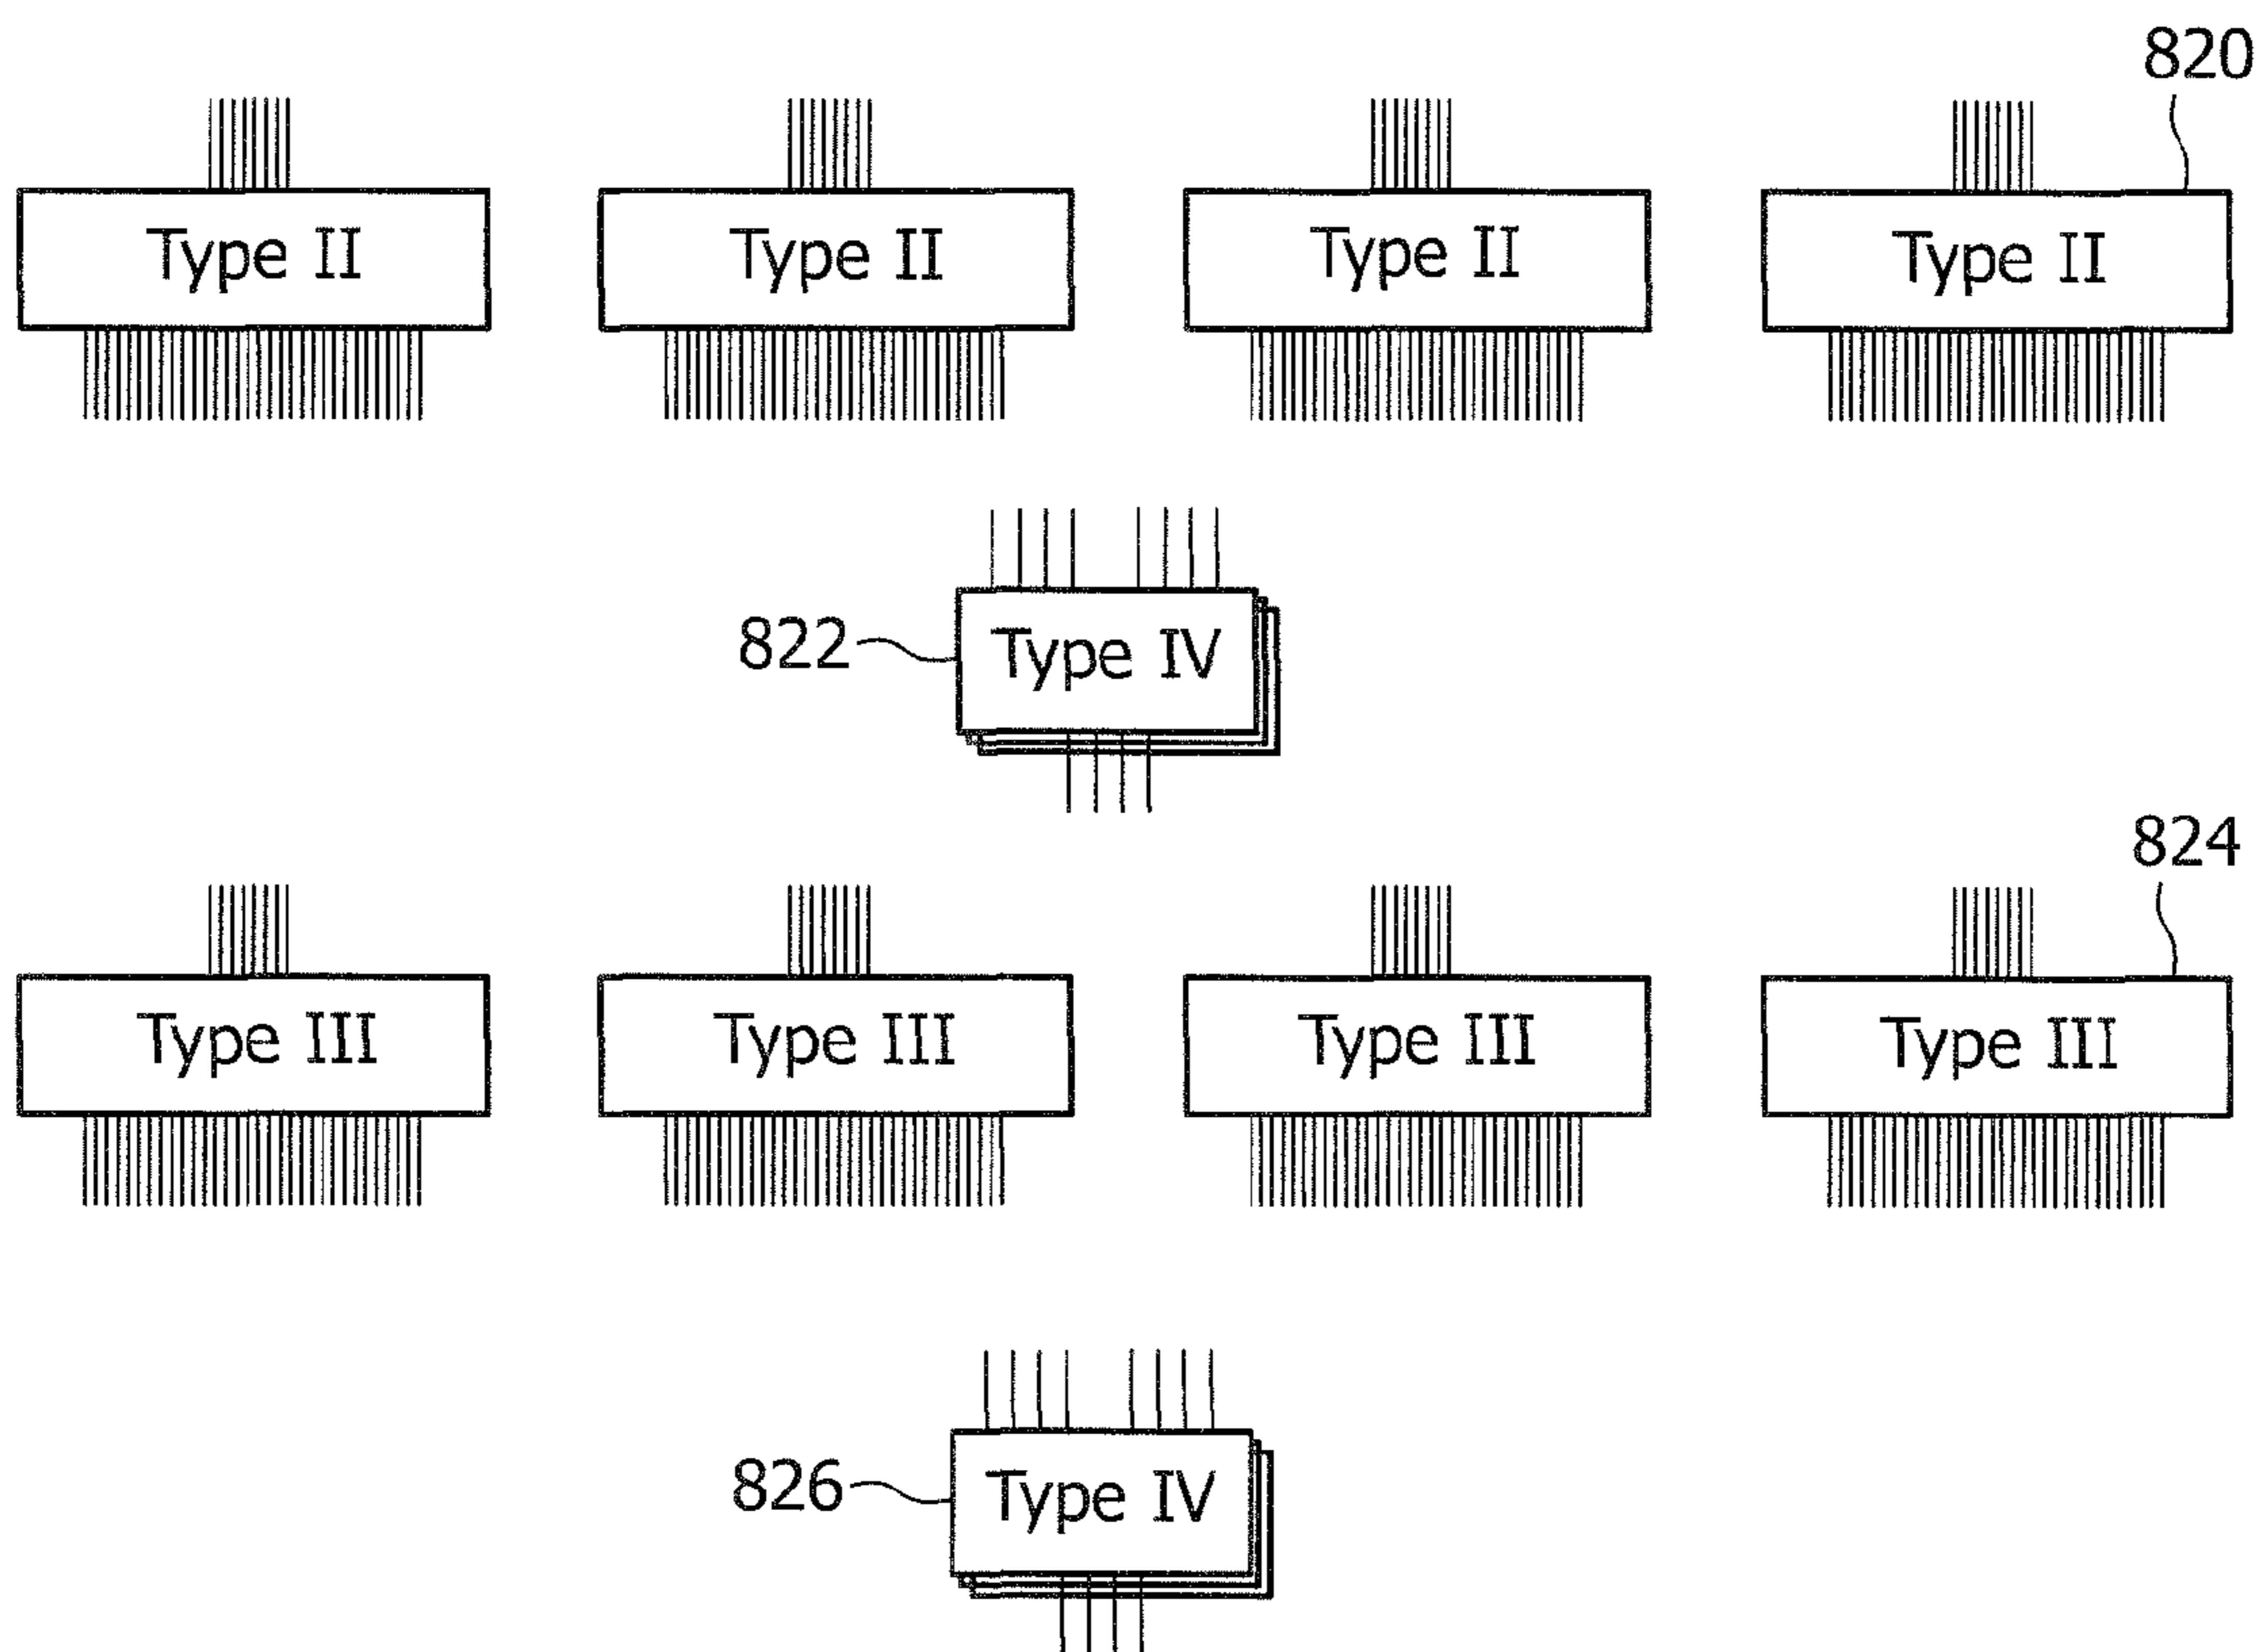 820
Type II Type II Type II Type II
822 Type IV
824
Type III Type III Type III Type III
826 Type IV